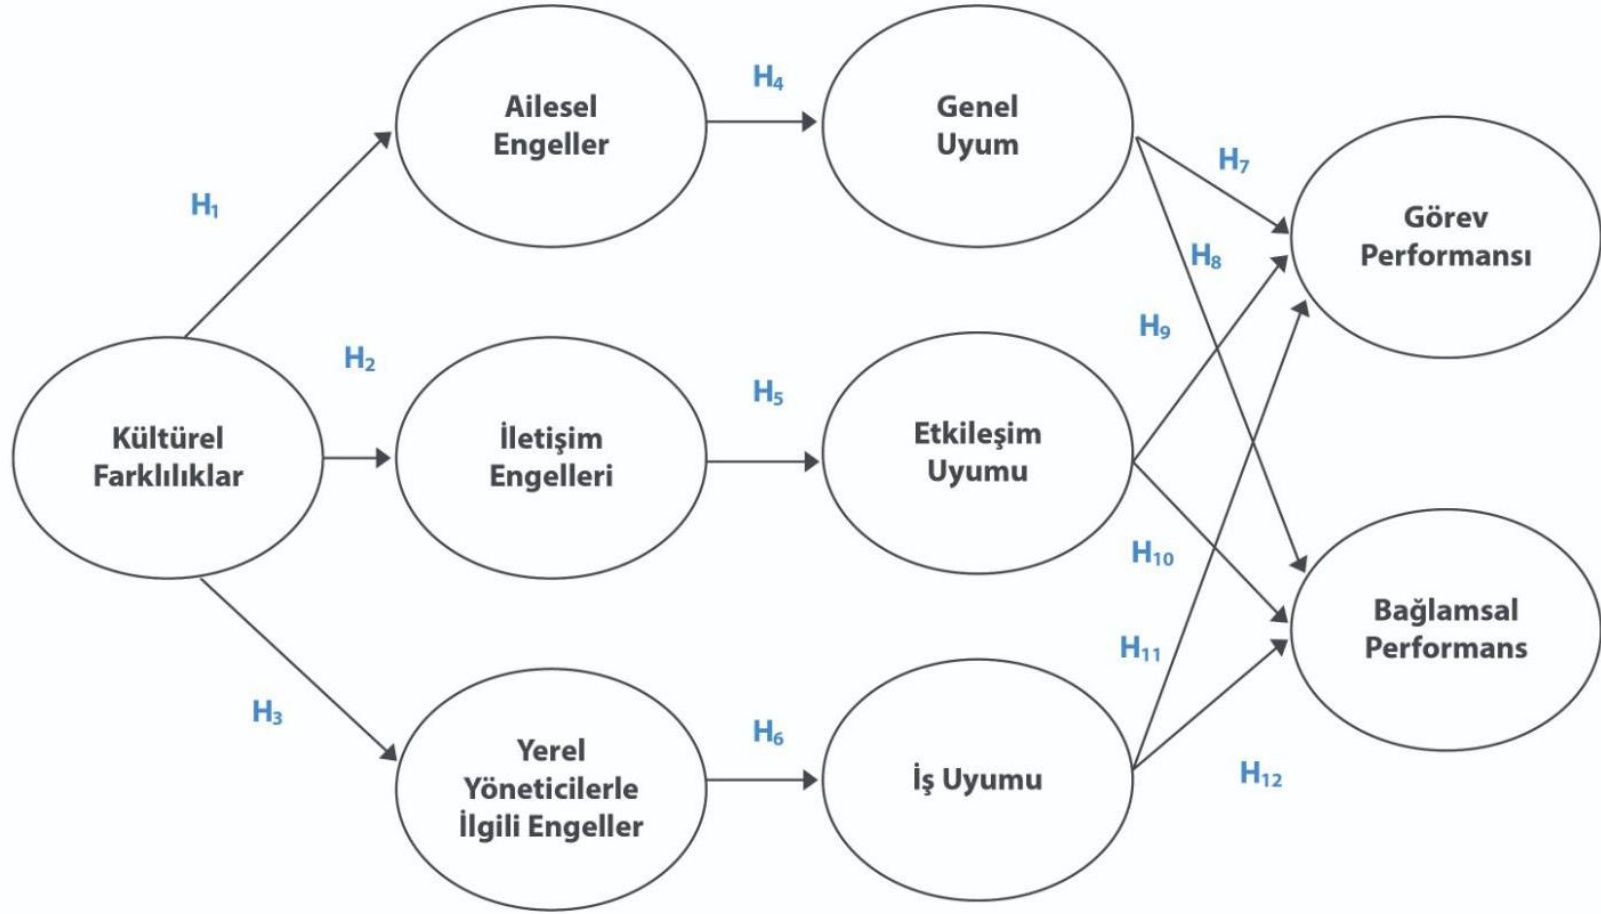 Ailesel
Engeller
H4
Genel
Uyum
H7
Görev
Performansı
H1
H8
H9
H2
H5
Kültürel
Farklılıklar
İletişim
Engelleri
Etkileşim
Uyumu
H10
H11
Bağlamsal
Performans
H3
H6
Yerel
Yöneticilerle
İlgili Engeller
İş Uyumu
H12